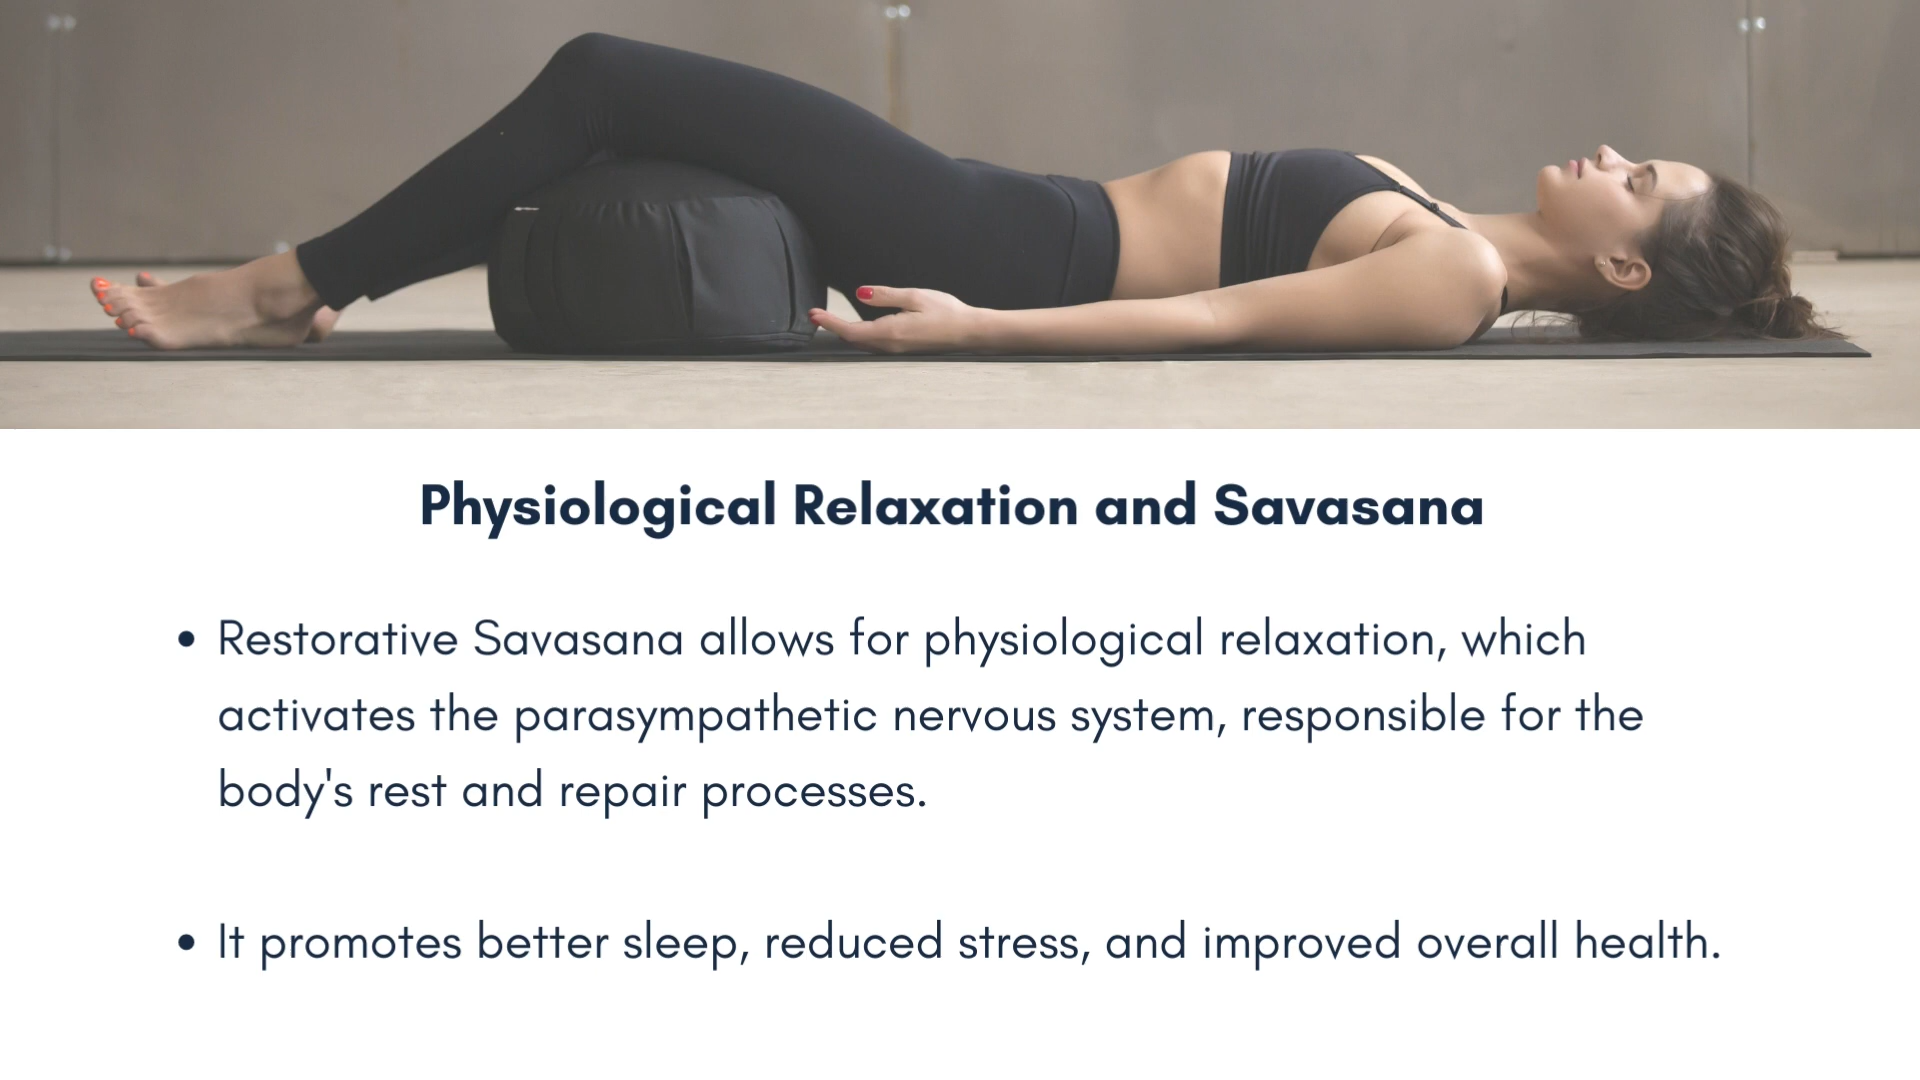 Physiological Relaxation and Savasana
• Restorative Savasana allows for physiological relaxation, which
activates the parasympathetic nervous system, responsible for the
body's rest and repair processes.
• It promotes better sleep, reduced stress, and improved overall health.